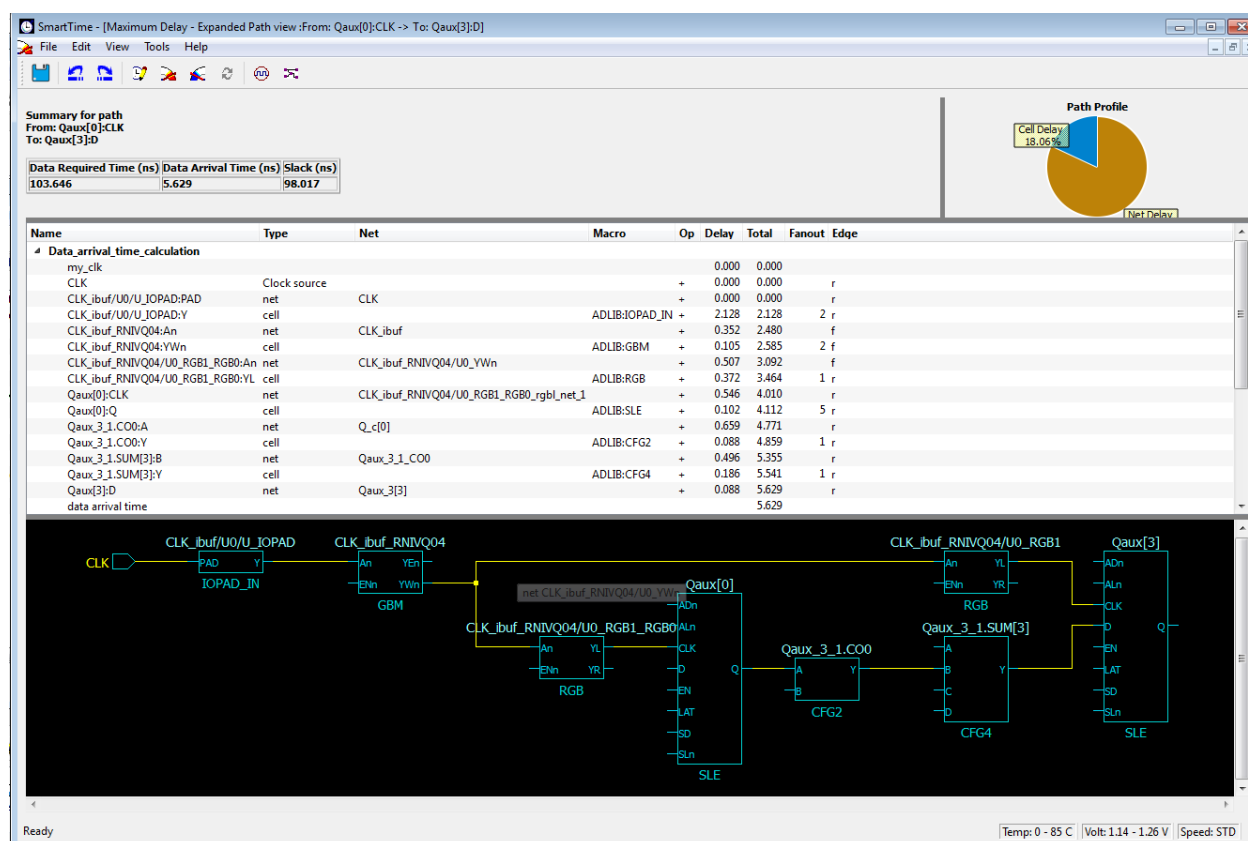 SmartTime - [Maximum Delay - Expanded Path view :From: Qaux[0]:CLK -> To: Qaux[3]:D]
File Edit View Tools Help
Summary for path
From: Qaux[0]:CLK
To: Qaux[3]:D
Data Required Time (ns) Data Arrival Time (ns) Slack (ns)
103.646 5.629 98.017
Path Profile
Cell Delay
18.06%
Net Delay
Name Type Net Macro Op Delay Total Fanout Edge
Data_arrival_time_calculation
my_clk 0.000 0.000
CLK Clock source + 0.000 0.000 r
CLK_ibuf/U0/U_IOPAD:PAD net CLK + 0.000 0.000 r
CLK_ibuf/U0/U_IOPAD:Y cell ADLIB:IOPAD_IN + 2.128 2.128 2 r
CLK_ibuf_RNIVQ04:An net CLK_ibuf + 0.352 2.480 f
CLK_ibuf_RNIVQ04:YWn cell ADLIB:GBM + 0.105 2.585 2 f
CLK_ibuf_RNIVQ04/U0_RGB1_RGB0:An net CLK_ibuf_RNIVQ04/U0_YWn + 0.507 3.092 f
CLK_ibuf_RNIVQ04/U0_RGB1_RGB0:YL cell ADLIB:RGB + 0.372 3.464 1 r
Qaux[0]:CLK net CLK_ibuf_RNIVQ04/U0_RGB1_RGB0_rgbl_net_1 + 0.546 4.010 r
Qaux[0]:Q cell ADLIB:SLE + 0.102 4.112 5 r
Qaux_3_1.CO0:A net Q_c[0] + 0.659 4.771 r
Qaux_3_1.CO0:Y cell ADLIB:CFG2 + 0.088 4.859 1 r
Qaux_3_1.SUM[3]:B net Qaux_3_1_CO0 + 0.496 5.355 r
Qaux_3_1.SUM[3]:Y cell ADLIB:CFG4 + 0.186 5.541 1 r
Qaux[3]:D net Qaux_3[3] + 0.088 5.629 r
data arrival time 5.629
CLK_ibuf/U0/U_IOPAD CLK_ibuf_RNIVQ04 CLK_ibuf_RNIVQ04/U0_RGB1 Qaux[3]
CLK PAD Y An YEn An YL ADn
ENn YWn ENn YR ALn
IOPAD_IN GBM RGB CLK
net CLK_ibuf_RNIVQ04/U0_YWn Qaux[0]
ADn
CLK_ibuf_RNIVQ04/U0_RGB1_RGB0 ALn Qaux_3_1.SUM[3] D Q
An YL CLK Qaux_3_1.CO0 A EN
ENn YR D Q A Y B Y LAT
RGB EN B C SD
LAT CFG2 D SLn
SD CFG4 SLE
SLn
SLE
Ready Temp: 0 - 85 C Volt: 1.14 - 1.26 V Speed: STD